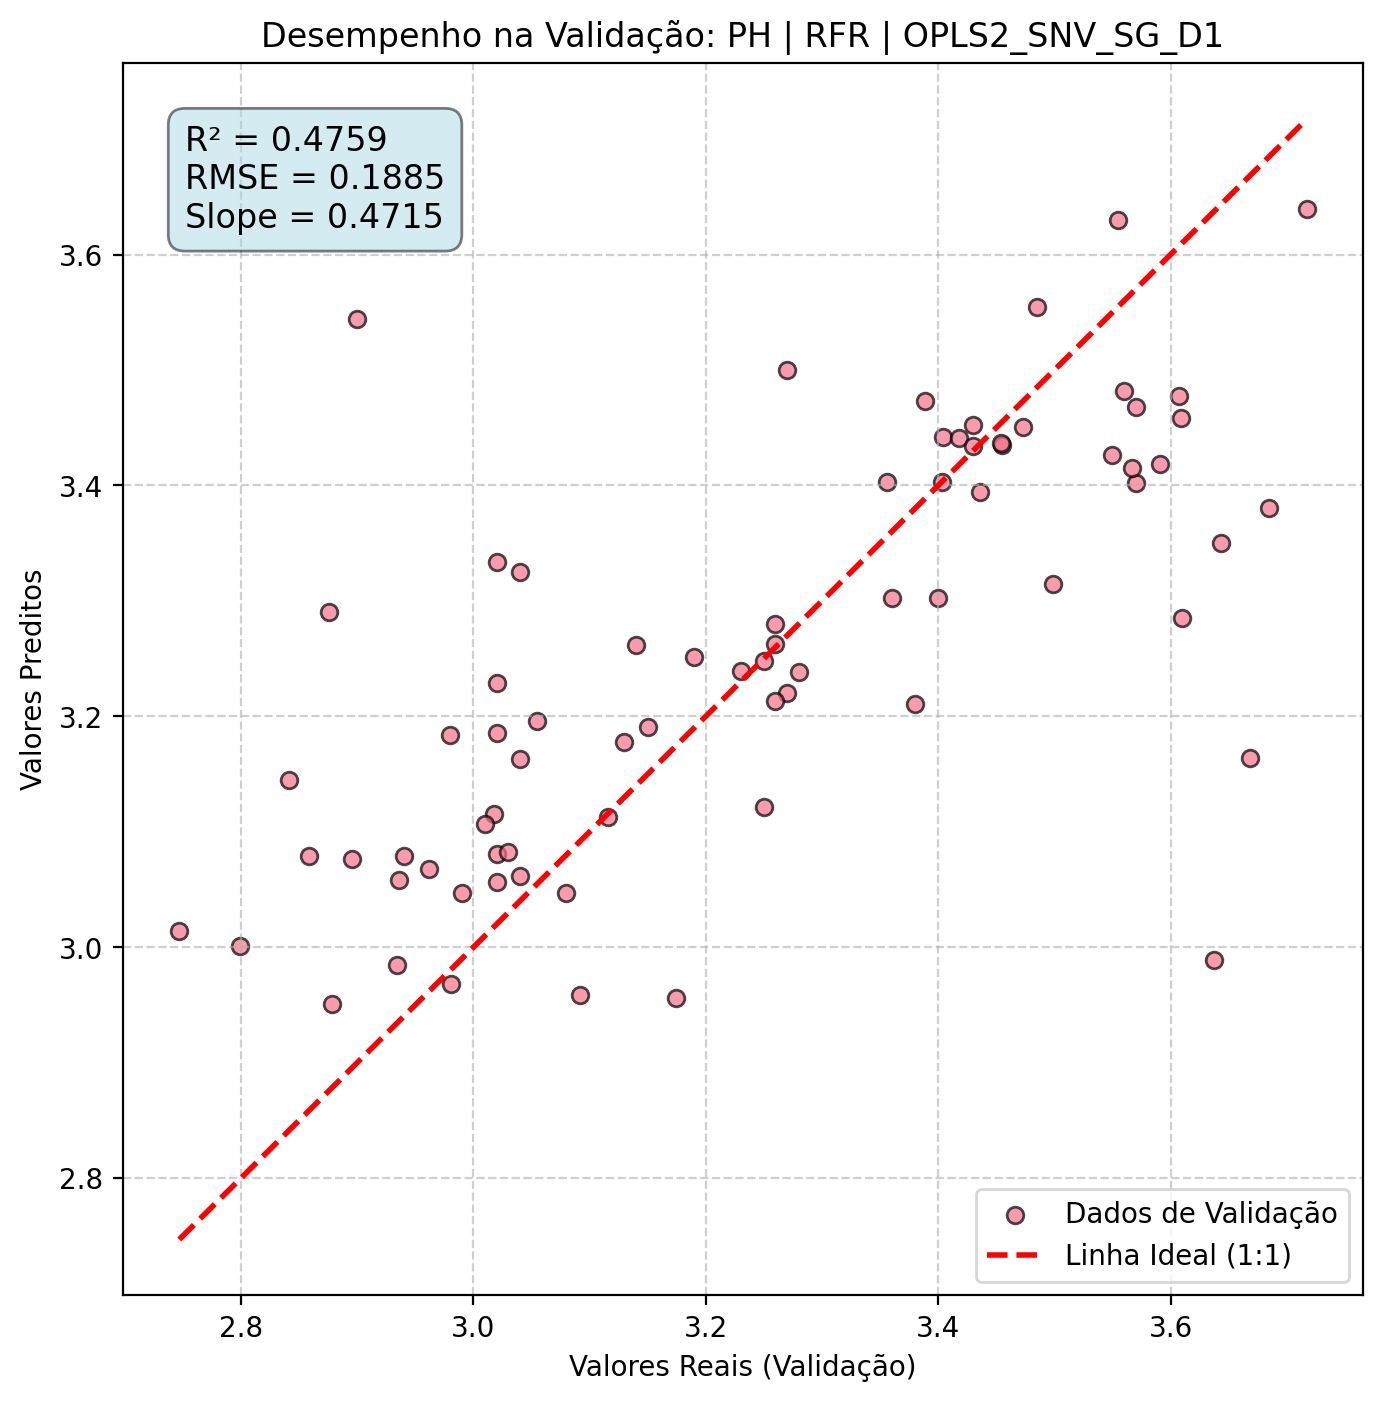 Desempenho na Validação: PH | RFR | OPLS2_SNV_SG_D1
R² = 0.4759
RMSE = 0.1885
Slope = 0.4715
3.6
3.4
3.2
3.0
2.8
Valores Preditos
Dados de Validação
Linha Ideal (1:1)
2.8 3.0 3.2 3.4 3.6
Valores Reais (Validação)